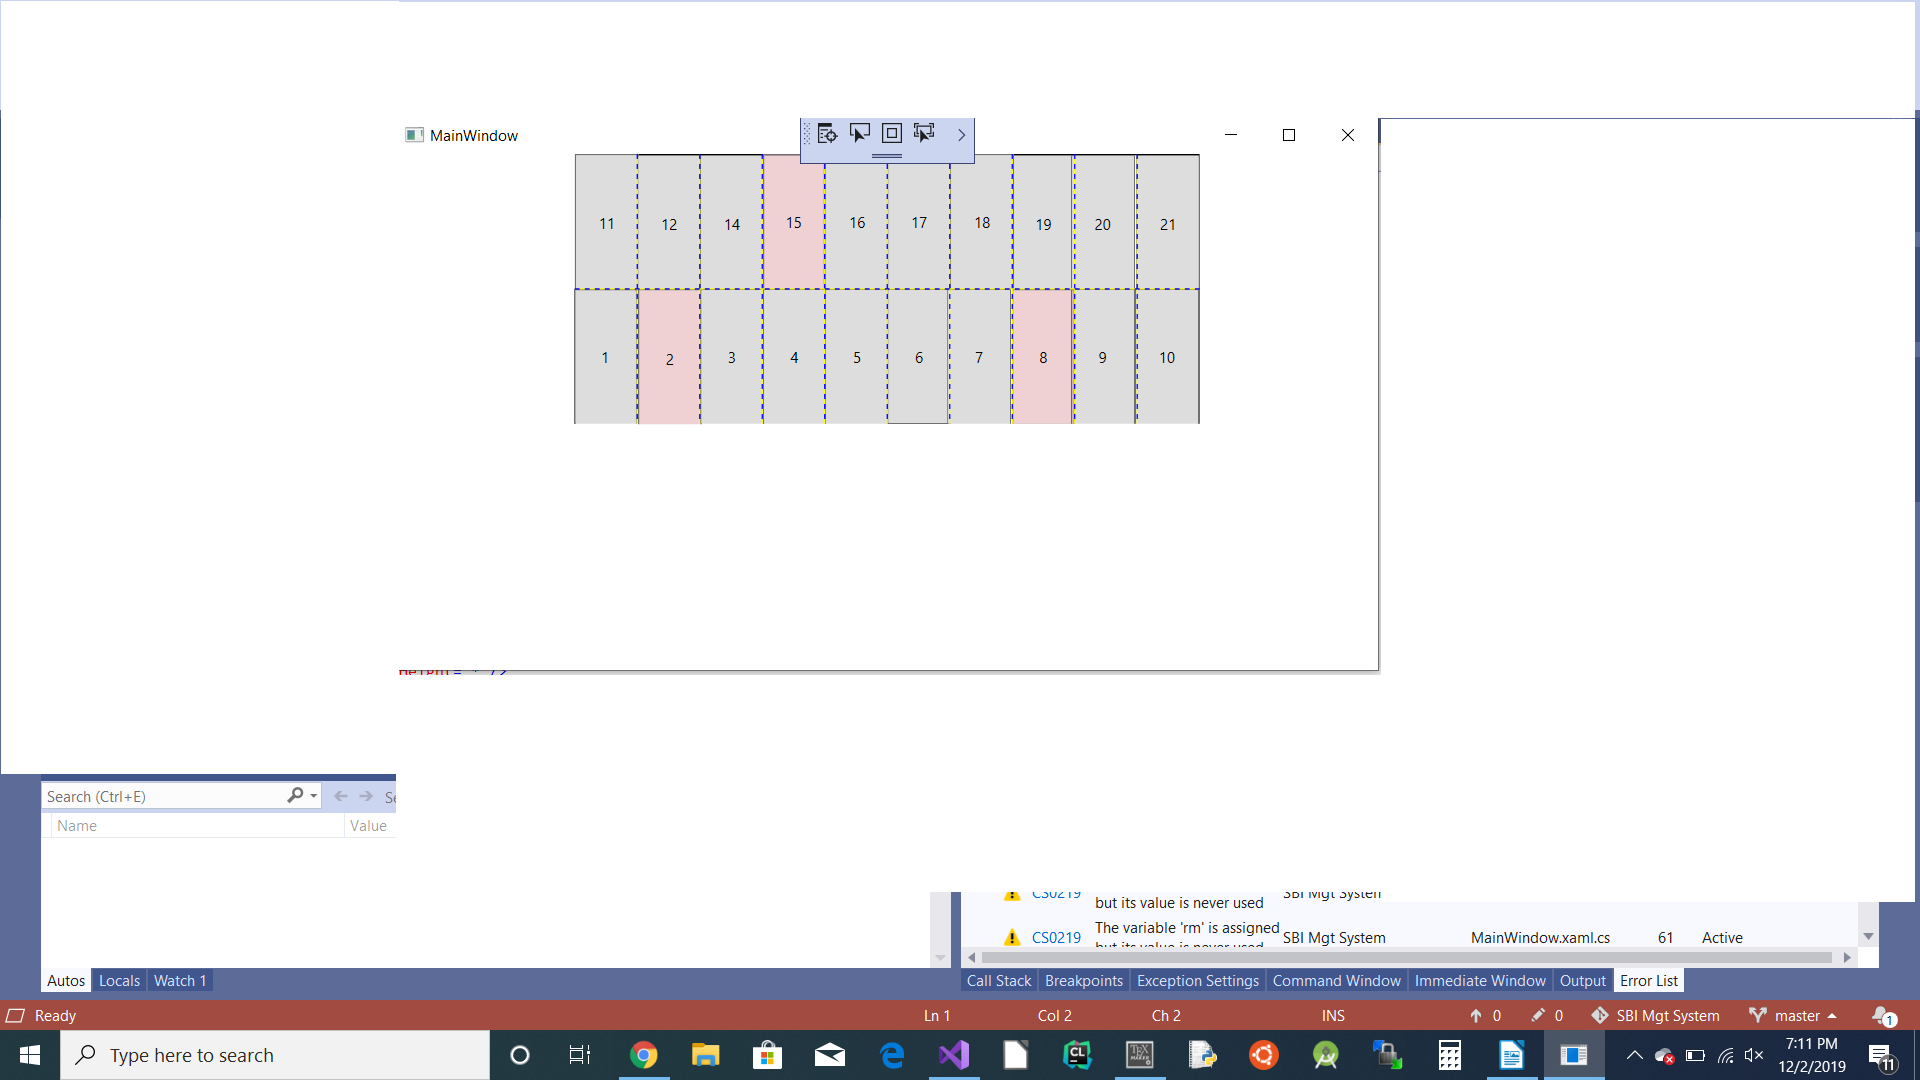 MainWindow
11 12 14 15 16 17 18 19 20 21
1 2 3 4 5 6 7 8 9 10
Search (Ctrl+E)
Name Value
CS0219 but its value is never used SBI Mgt System
CS0219 The variable 'rm' is assigned but its value is never used SBI Mgt System MainWindow.xaml.cs 61 Active
Autos Locals Watch 1
Call Stack Breakpoints Exception Settings Command Window Immediate Window Output Error List
Ready Ln 1 Col 2 Ch 2 INS 0 0 SBI Mgt System master 1
Type here to search
7:11 PM
12/2/2019
11